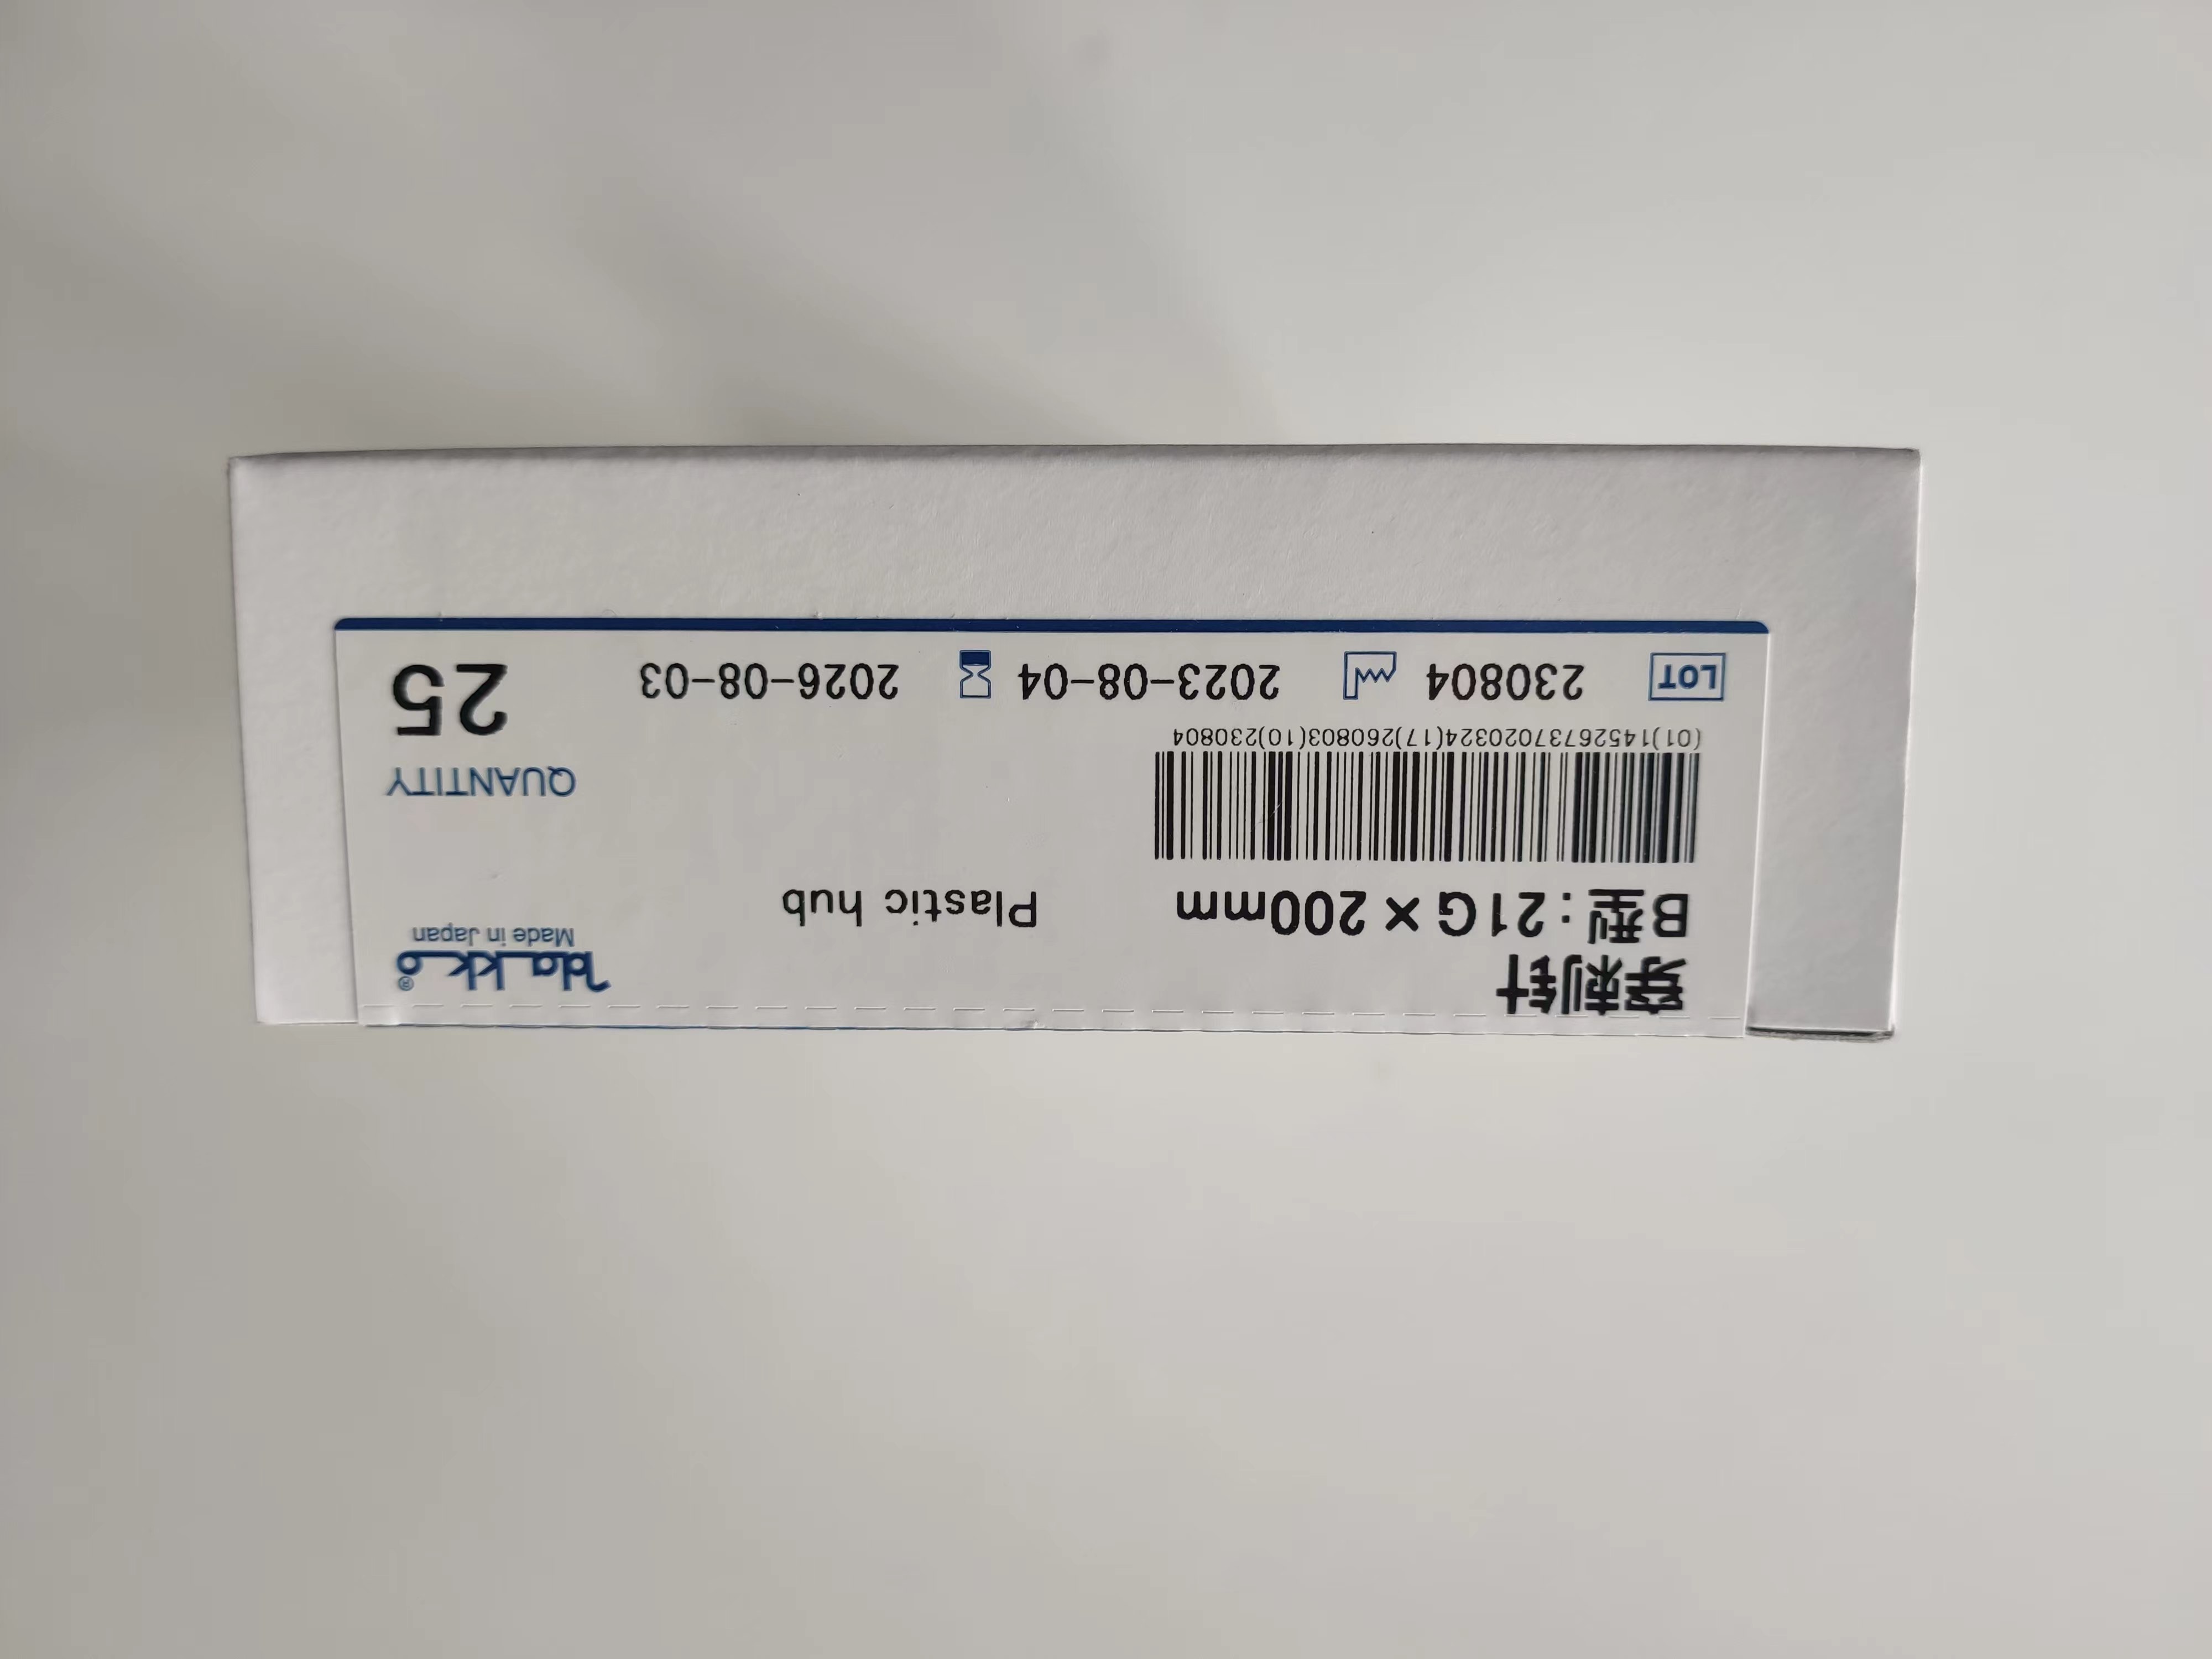 穿刺针
Hakko®
Made in Japan
B型：21G × 200mm
Plastic hub
QUANTITY
25
(01)14526737020324(17)260803(10)230804
LOT 230804 2023-08-04 2026-08-03